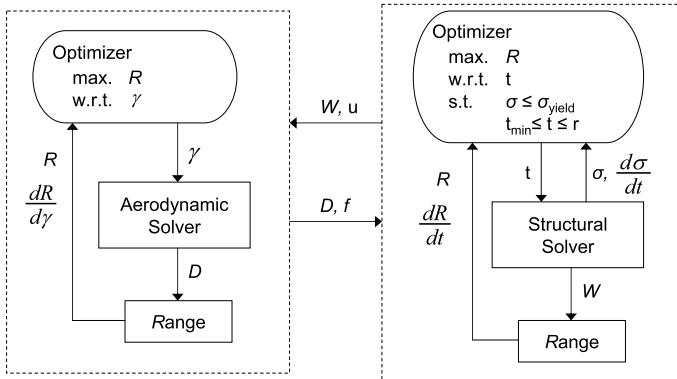 Optimizer
max. R
w.r.t. γ
R
dR
dγ
γ
Aerodynamic
Solver
D
Range
W, u
D, f
Optimizer
max. R
w.r.t. t
s.t. σ ≤ σyield
tmin ≤ t ≤ r
R
dR
dt
t
σ, dσ
dt
Structural
Solver
W
Range